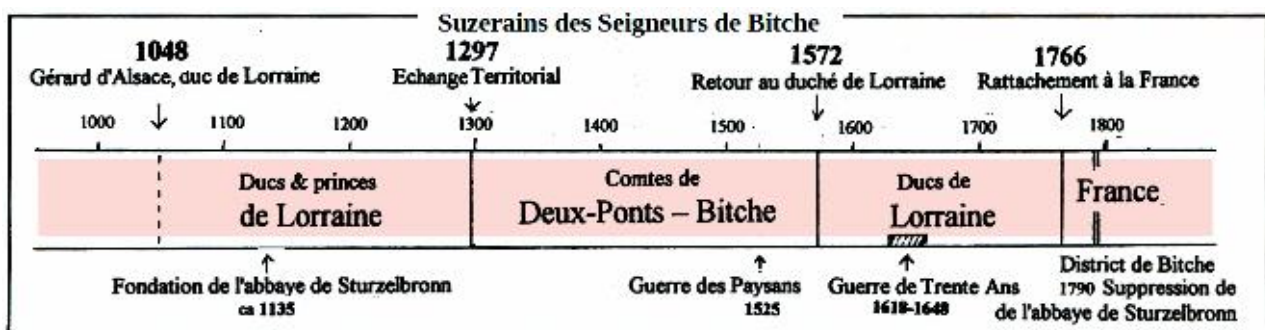 Suzerains des Seigneurs de Bitche
1048
Gérard d'Alsace, duc de Lorraine
1297
Echange Territorial
1572
Retour au duché de Lorraine
1766
Rattachement à la France
1000 1100 1200 1300 1400 1500 1600 1700 1800
Ducs & princes
de Lorraine
Comtes de
Deux-Ponts – Bitche
Ducs de
Lorraine
France
Fondation de l'abbaye de Sturzelbronn
ca 1135
Guerre des Paysans
1525
Guerre de Trente Ans
1618-1648
District de Bitche
1790 Suppression de
de l'abbaye de Sturzelbronn